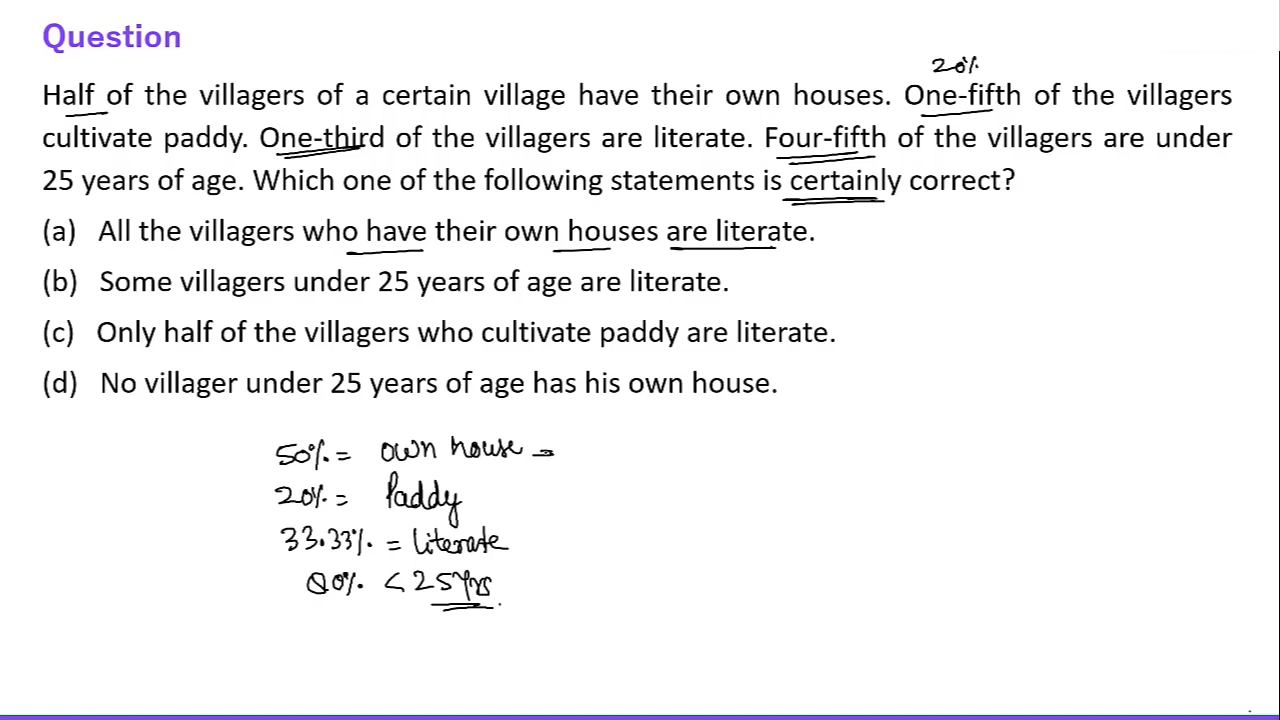 Question
20%
Half of the villagers of a certain village have their own houses. One-fifth of the villagers
cultivate paddy. One-third of the villagers are literate. Four-fifth of the villagers are under
25 years of age. Which one of the following statements is certainly correct?
(a) All the villagers who have their own houses are literate.
(b) Some villagers under 25 years of age are literate.
(c) Only half of the villagers who cultivate paddy are literate.
(d) No villager under 25 years of age has his own house.
50% = own house -
20% = Paddy
33.33% = literate
80% < 25 yrs